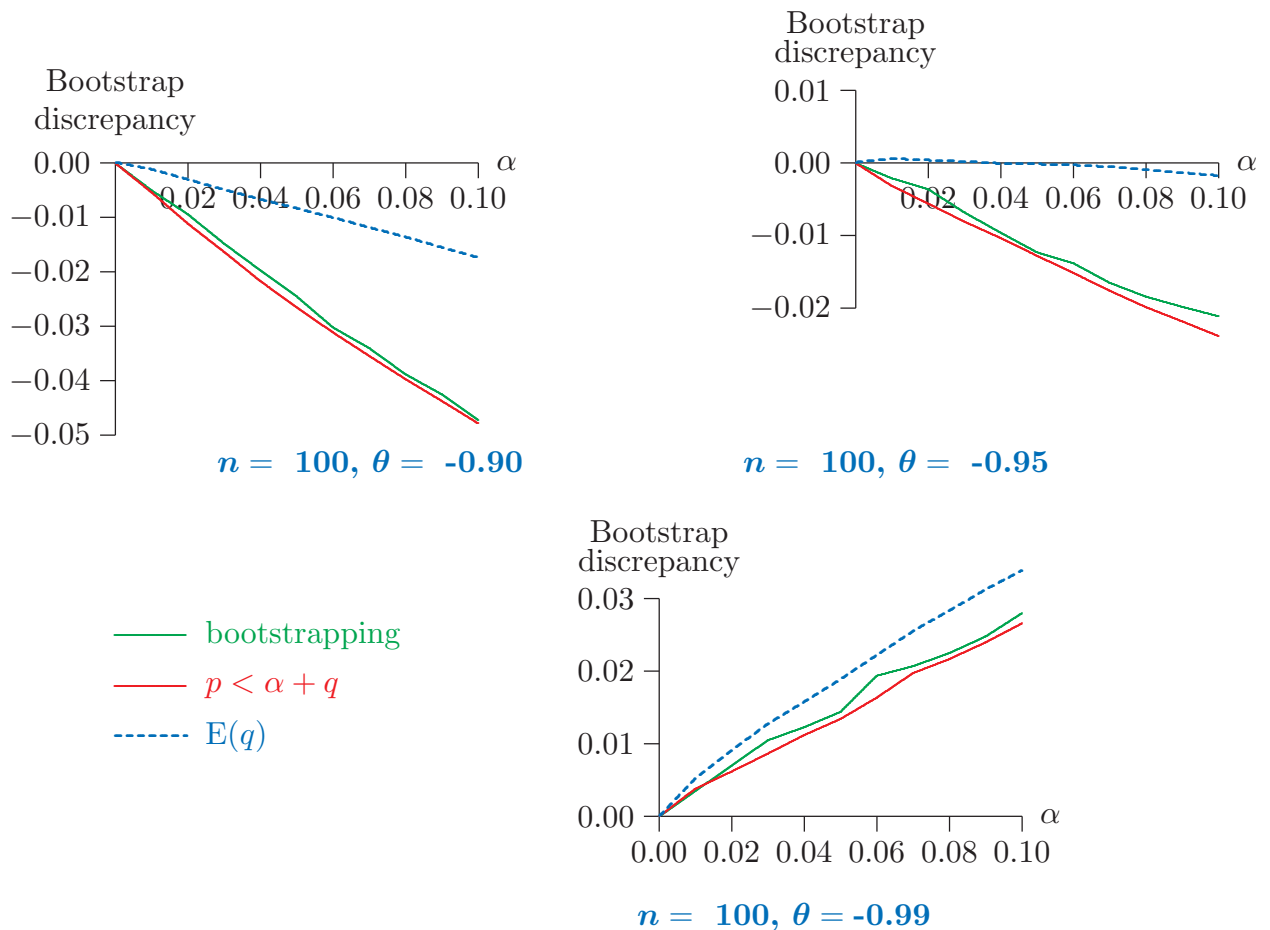 Bootstrap
discrepancy
0.00
−0.01
−0.02
−0.03
−0.04
−0.05
0.02 0.04 0.06 0.08 0.10
α
n = 100, θ = -0.90
Bootstrap
discrepancy
0.01
0.00
−0.01
−0.02
0.02 0.04 0.06 0.08 0.10
α
n = 100, θ = -0.95
bootstrapping
p < α + q
E(q)
Bootstrap
discrepancy
0.03
0.02
0.01
0.00
0.00 0.02 0.04 0.06 0.08 0.10
α
n = 100, θ = -0.99